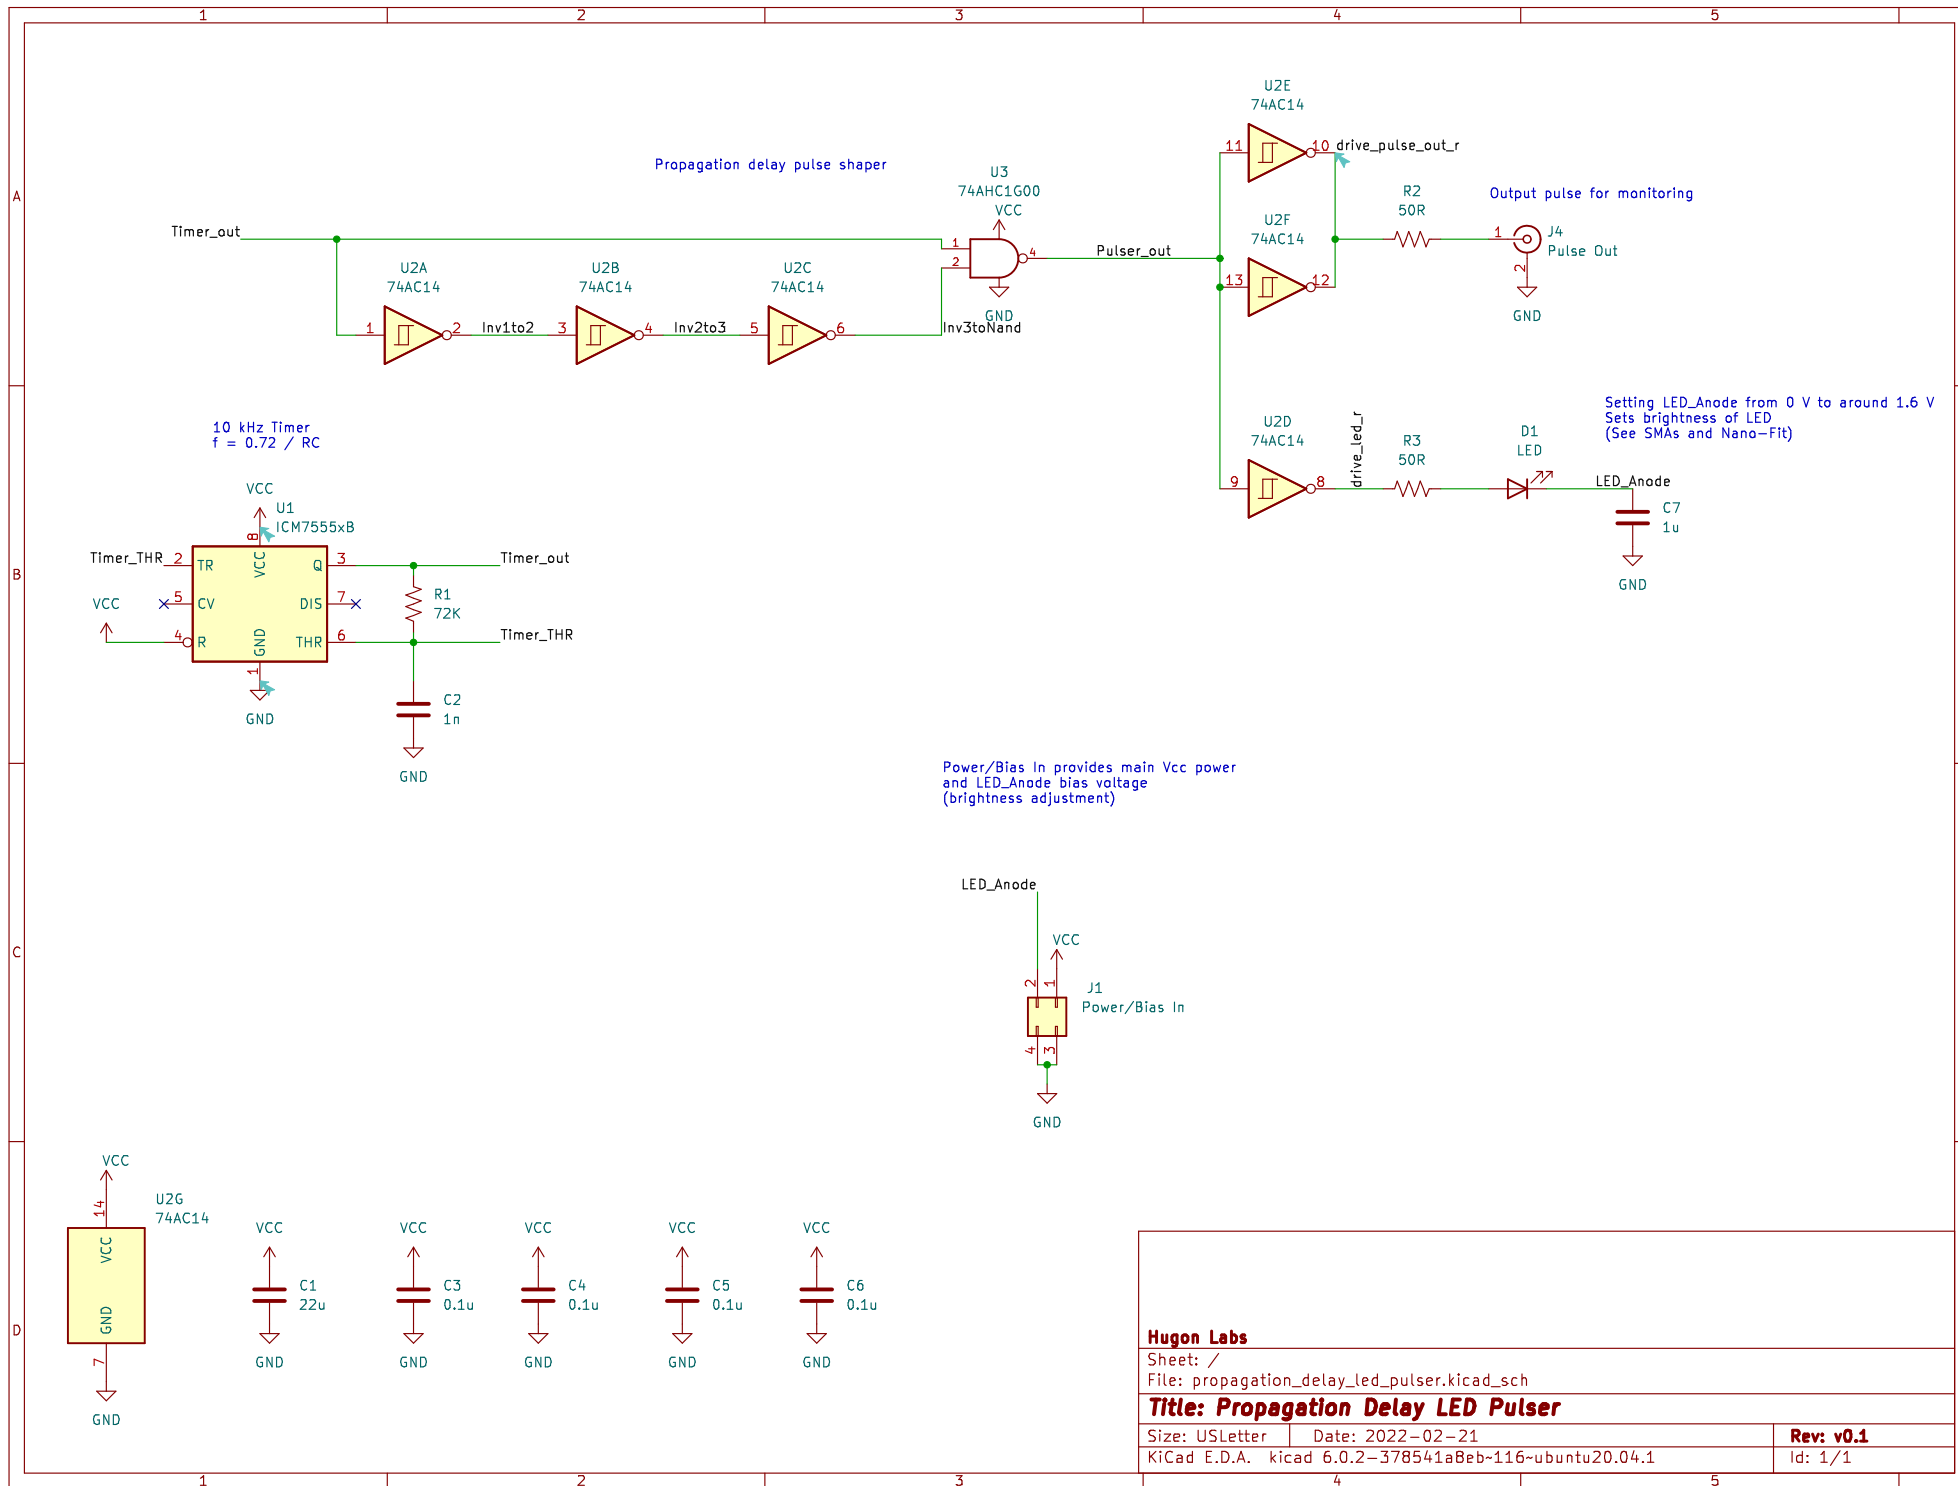 1 2 3 4 5
A
B
C
D
Propagation delay pulse shaper
Timer_out
U2A
74AC14
1
2
Inv1to2
U2B
74AC14
3
4
Inv2to3
U2C
74AC14
5
6
Inv3toNand
U3
74AHC1G00
VCC
1
2
4
GND
Pulser_out
U2E
74AC14
11
10
drive_pulse_out_r
U2F
74AC14
13
12
R2
50R
Output pulse for monitoring
1
J4
Pulse Out
2
GND
U2D
74AC14
9
8
drive_led_r
R3
50R
D1
LED
Setting LED_Anode from 0 V to around 1.6 V
Sets brightness of LED
(See SMAs and Nano-Fit)
LED_Anode
C7
1u
GND
10 kHz Timer
f = 0.72 / RC
VCC
U1
ICM7555xB
8
Timer_THR
2
TR
VCC
Q
3
Timer_out
VCC
5
CV
DIS
7
R1
72K
4
R
GND
THR
6
Timer_THR
1
GND
C2
1n
GND
Power/Bias In provides main Vcc power
and LED_Anode bias voltage
(brightness adjustment)
LED_Anode
VCC
2
1
J1
Power/Bias In
4
3
GND
VCC
14
U2G
74AC14
VCC
GND
7
GND
VCC
C1
22u
GND
VCC
C3
0.1u
GND
VCC
C4
0.1u
GND
VCC
C5
0.1u
GND
VCC
C6
0.1u
GND
Hugon Labs
Sheet: /
File: propagation_delay_led_pulser.kicad_sch
Title: Propagation Delay LED Pulser
Size: USLetter Date: 2022-02-21 Rev: v0.1
KiCad E.D.A. kicad 6.0.2-378541a8eb~116~ubuntu20.04.1 Id: 1/1
1 2 3 4 5